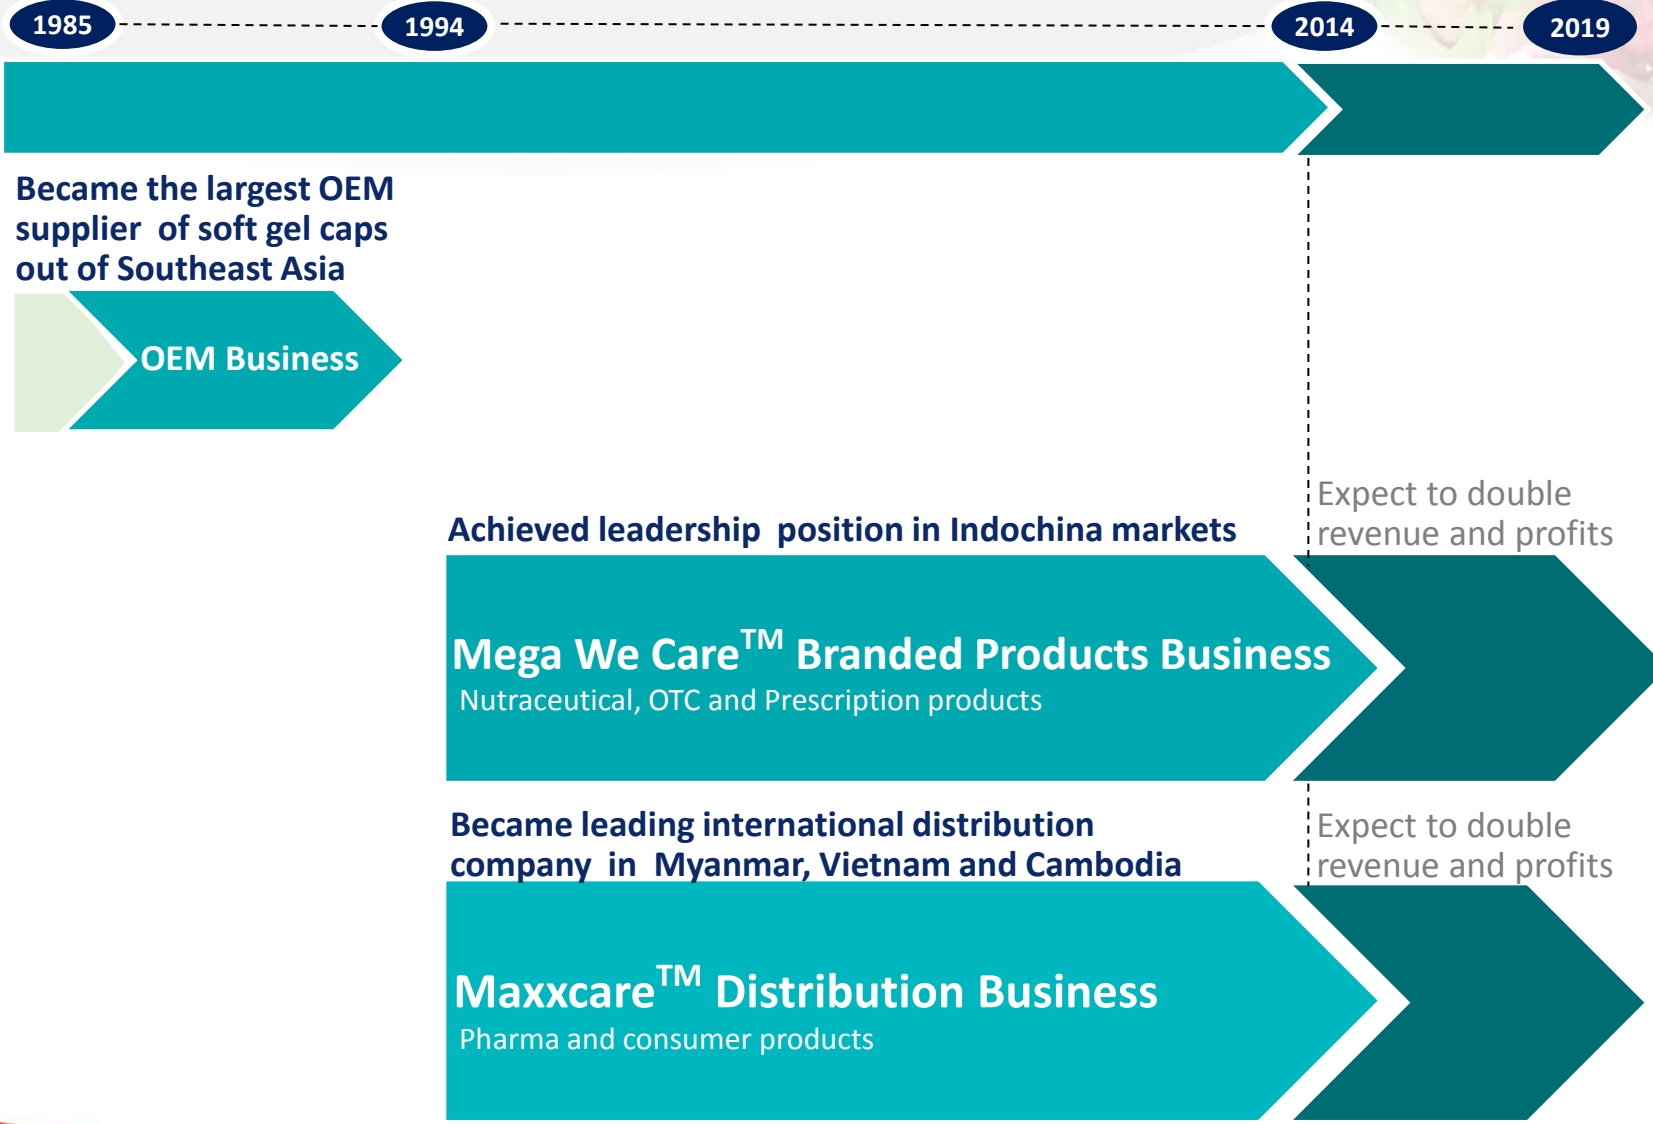 1985 1994 2014 2019
Became the largest OEM
supplier of soft gel caps
out of Southeast Asia
OEM Business
Achieved leadership position in Indochina markets
Expect to double
revenue and profits
Mega We Care™ Branded Products Business
Nutraceutical, OTC and Prescription products
Became leading international distribution
company in Myanmar, Vietnam and Cambodia
Expect to double
revenue and profits
Maxxcare™ Distribution Business
Pharma and consumer products